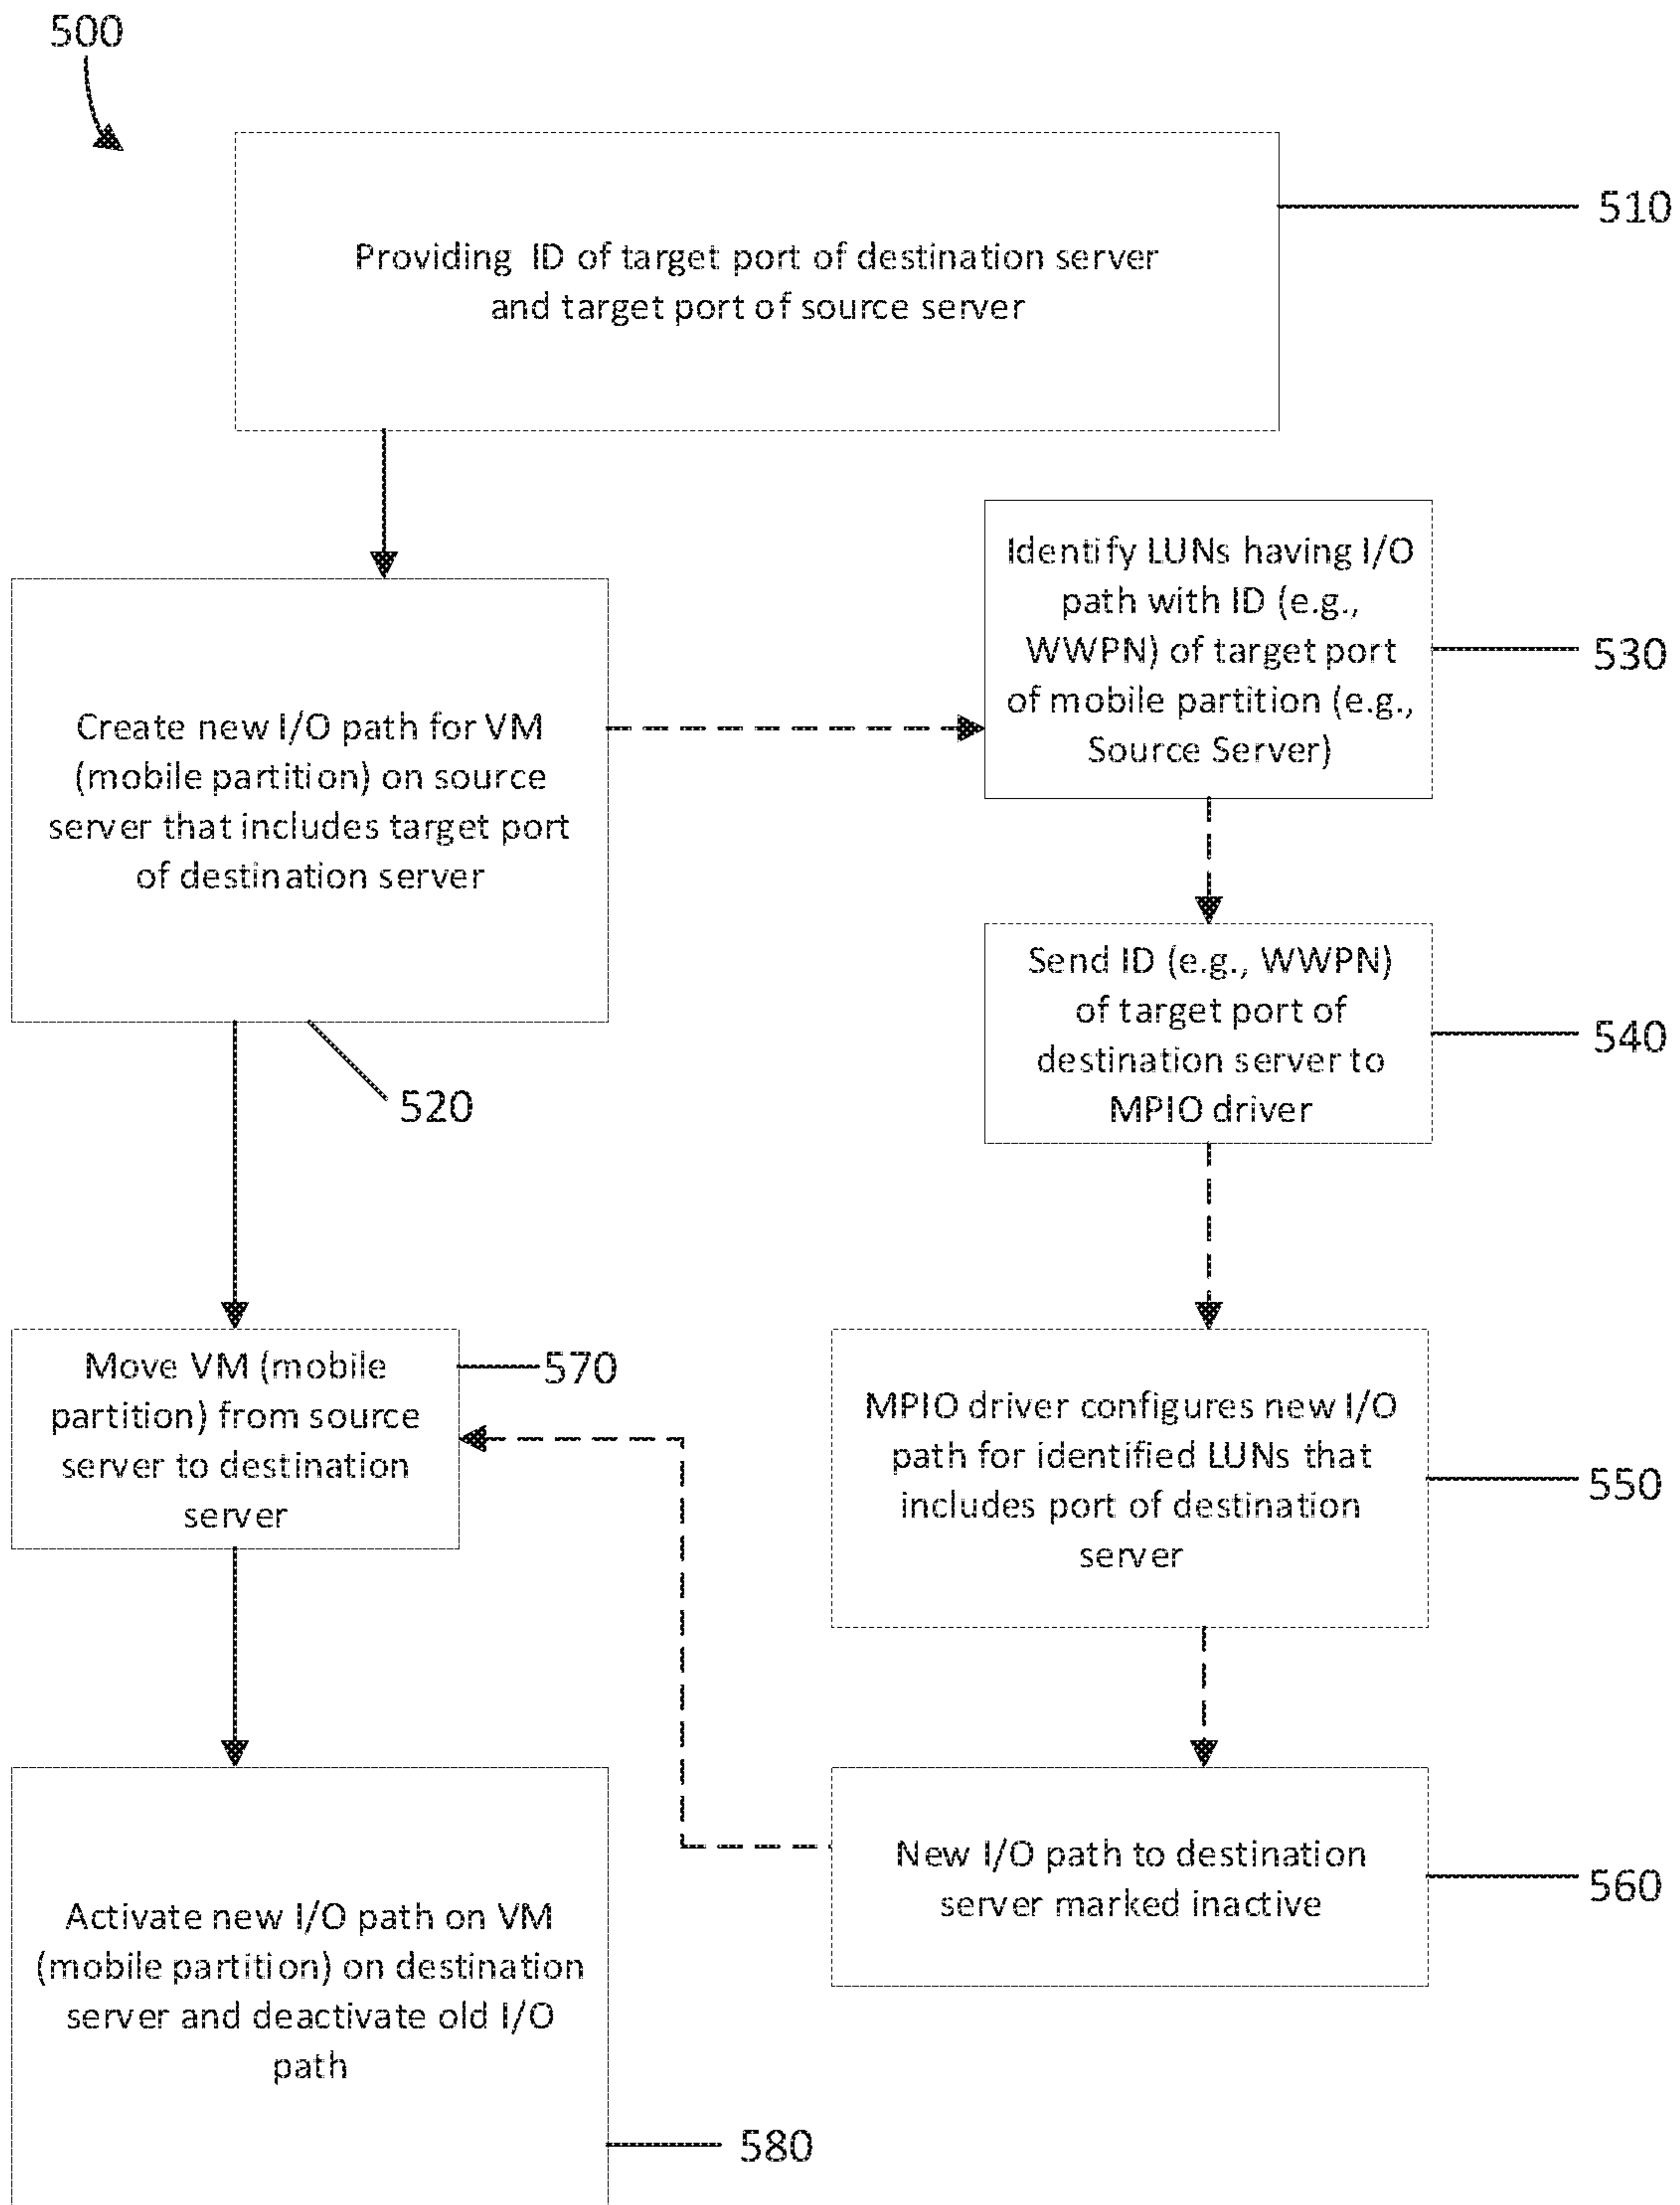 500
Providing ID of target port of destination server
and target port of source server
510
Create new I/O path for VM
(mobile partition) on source
server that includes target port
of destination server
520
Identify LUNs having I/O
path with ID (e.g.,
WWPN) of target port
of mobile partition (e.g.,
Source Server)
530
Send ID (e.g., WWPN)
of target port of
destination server to
MPIO driver
540
MPIO driver configures new I/O
path for identified LUNs that
includes port of destination
server
550
New I/O path to destination
server marked inactive
560
Move VM (mobile
partition) from source
server to destination
server
570
Activate new I/O path on VM
(mobile partition) on destination
server and deactivate old I/O
path
580